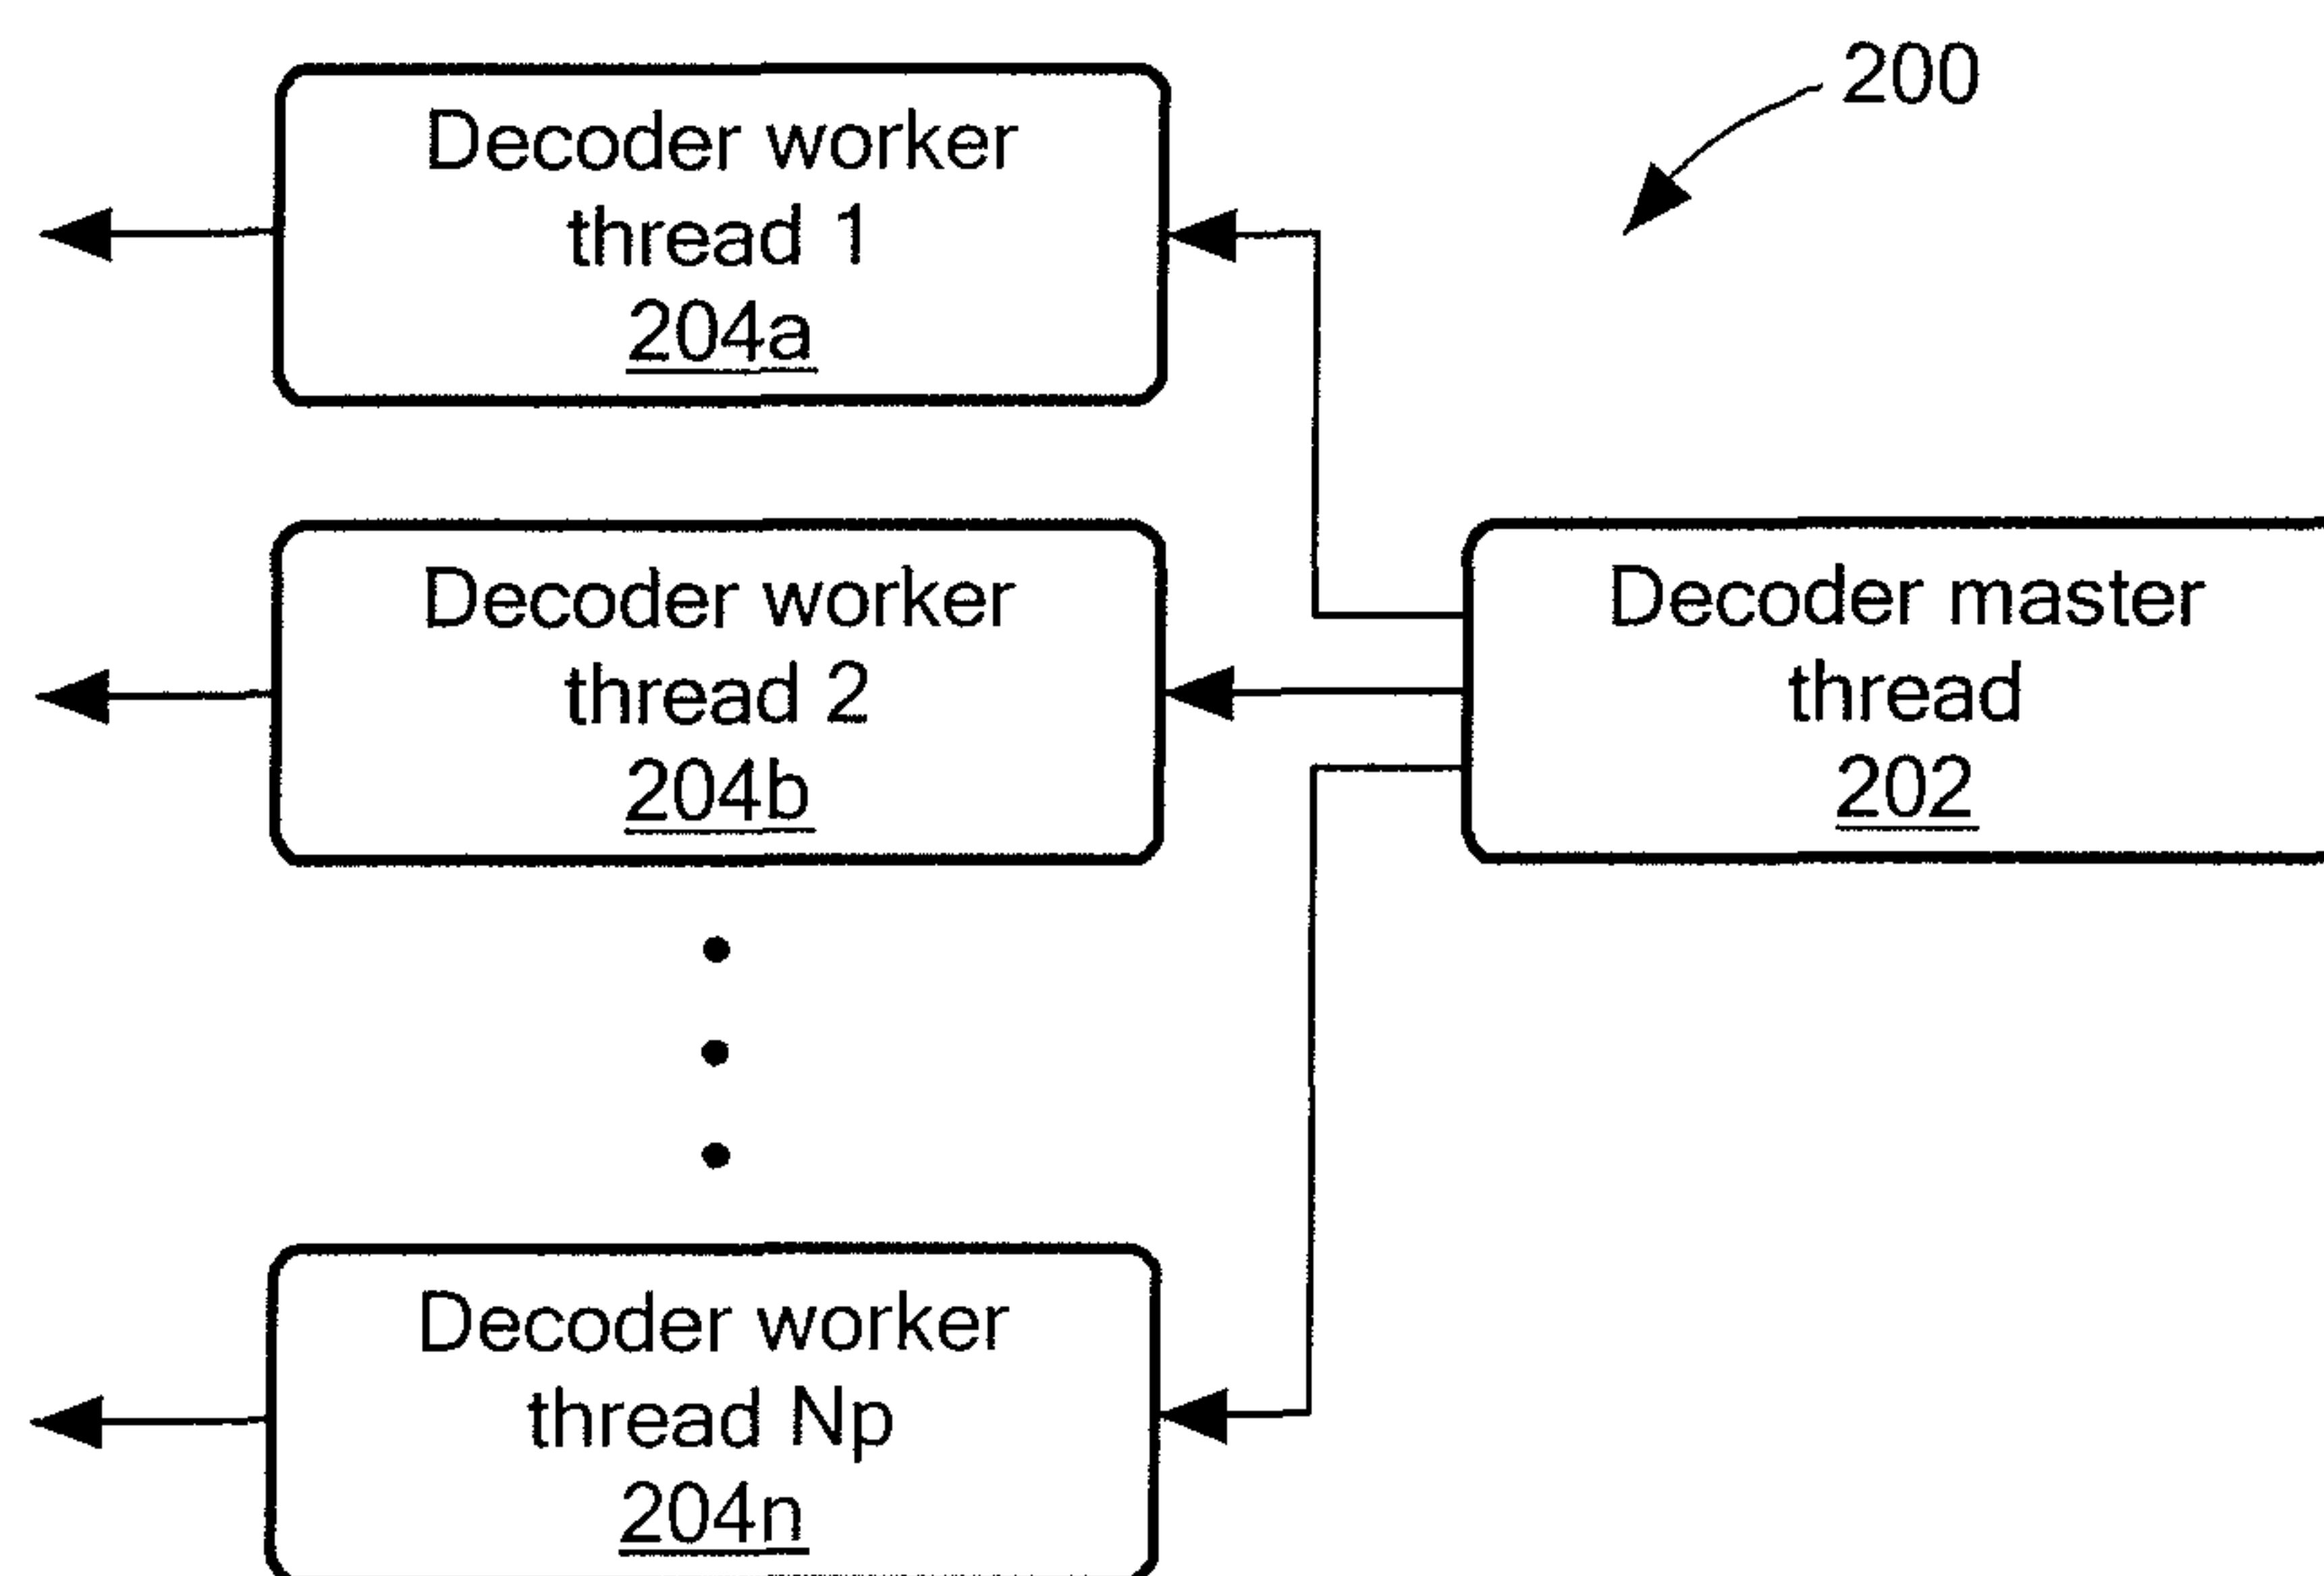 200
Decoder worker
thread 1
204a
Decoder worker
thread 2
204b
Decoder master
thread
202
Decoder worker
thread Np
204n